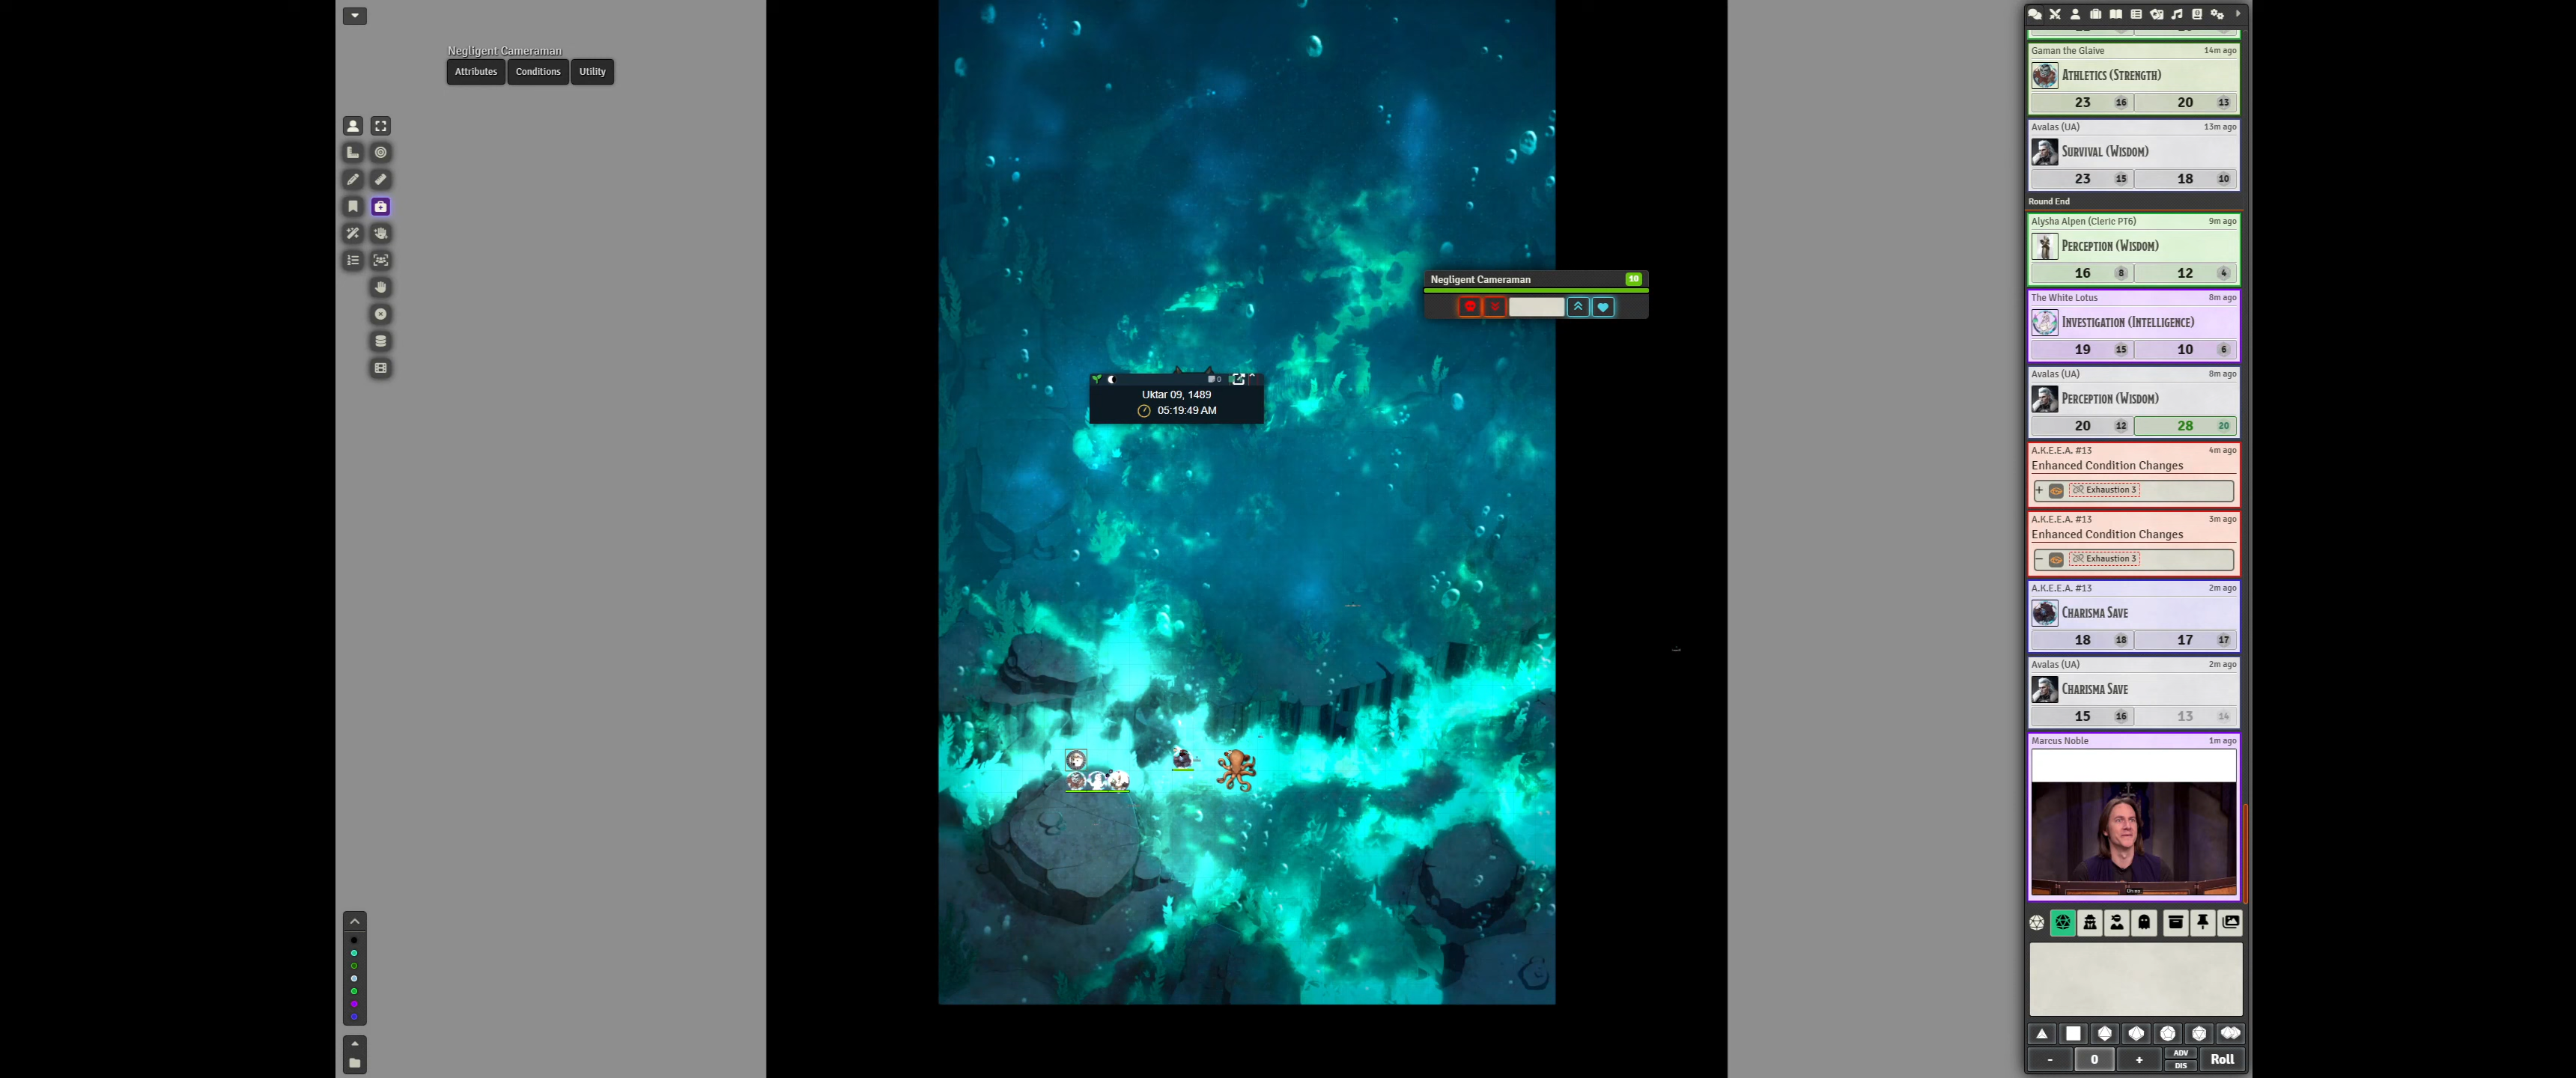 Negligent Cameraman
Attributes
Conditions
Utility
Negligent Cameraman
10
0
Uktar 09, 1489
05:19:49 AM
Gaman the Glaive
14m ago
Athletics (Strength)
23
16
20
13
Avalas (UA)
13m ago
Survival (Wisdom)
23
15
18
10
Round End
Alysha Alpen (Cleric PT6)
9m ago
Perception (Wisdom)
16
8
12
4
The White Lotus
8m ago
Investigation (Intelligence)
19
15
10
6
Avalas (UA)
8m ago
Perception (Wisdom)
20
12
28
20
A.K.E.E.A. #13
4m ago
Enhanced Condition Changes
+
Exhaustion 3
A.K.E.E.A. #13
3m ago
Enhanced Condition Changes
−
Exhaustion 3
A.K.E.E.A. #13
2m ago
Charisma Save
18
18
17
17
Avalas (UA)
2m ago
Charisma Save
15
16
13
14
Marcus Noble
1m ago
-
0
+
ADV
DIS
Roll